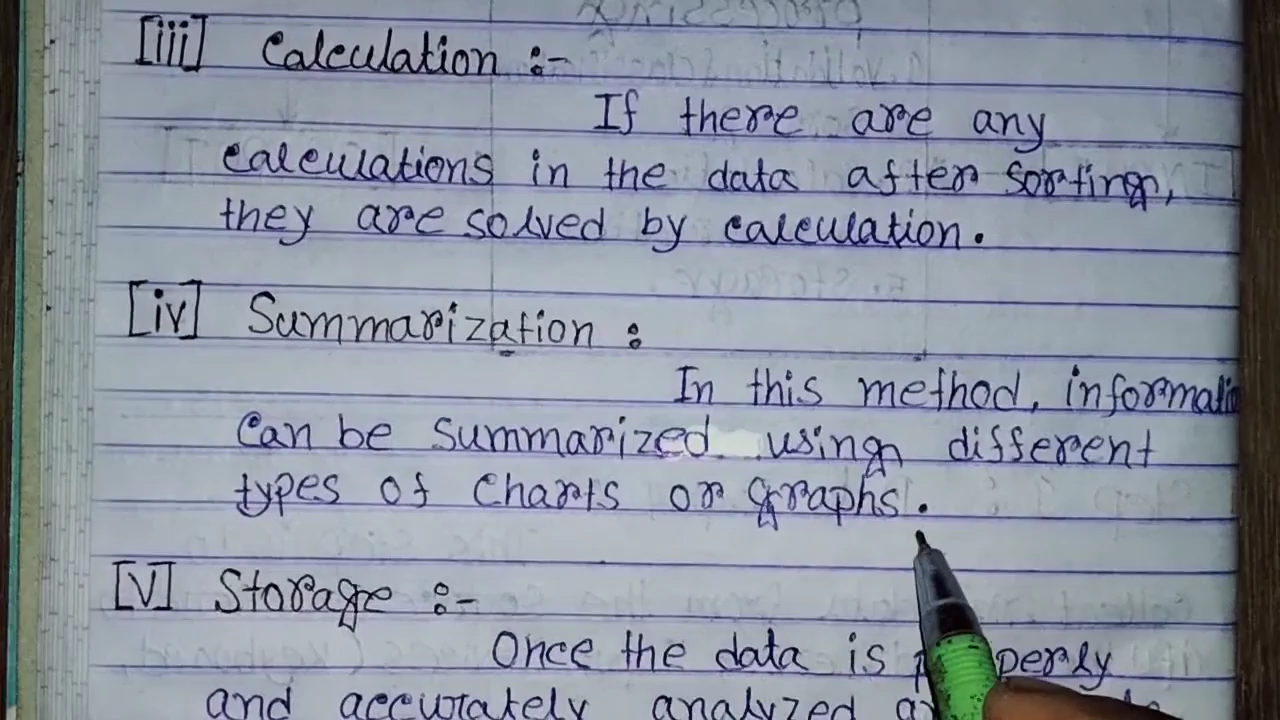 [iii] Calculation :-
If there are any
calculations in the data after sorting,
they are solved by calculation.
[iv] Summarization :
In this method, informati
can be summarized using different
types of charts or graphs.
[V] Storage :-
Once the data is
and accurately analyzed